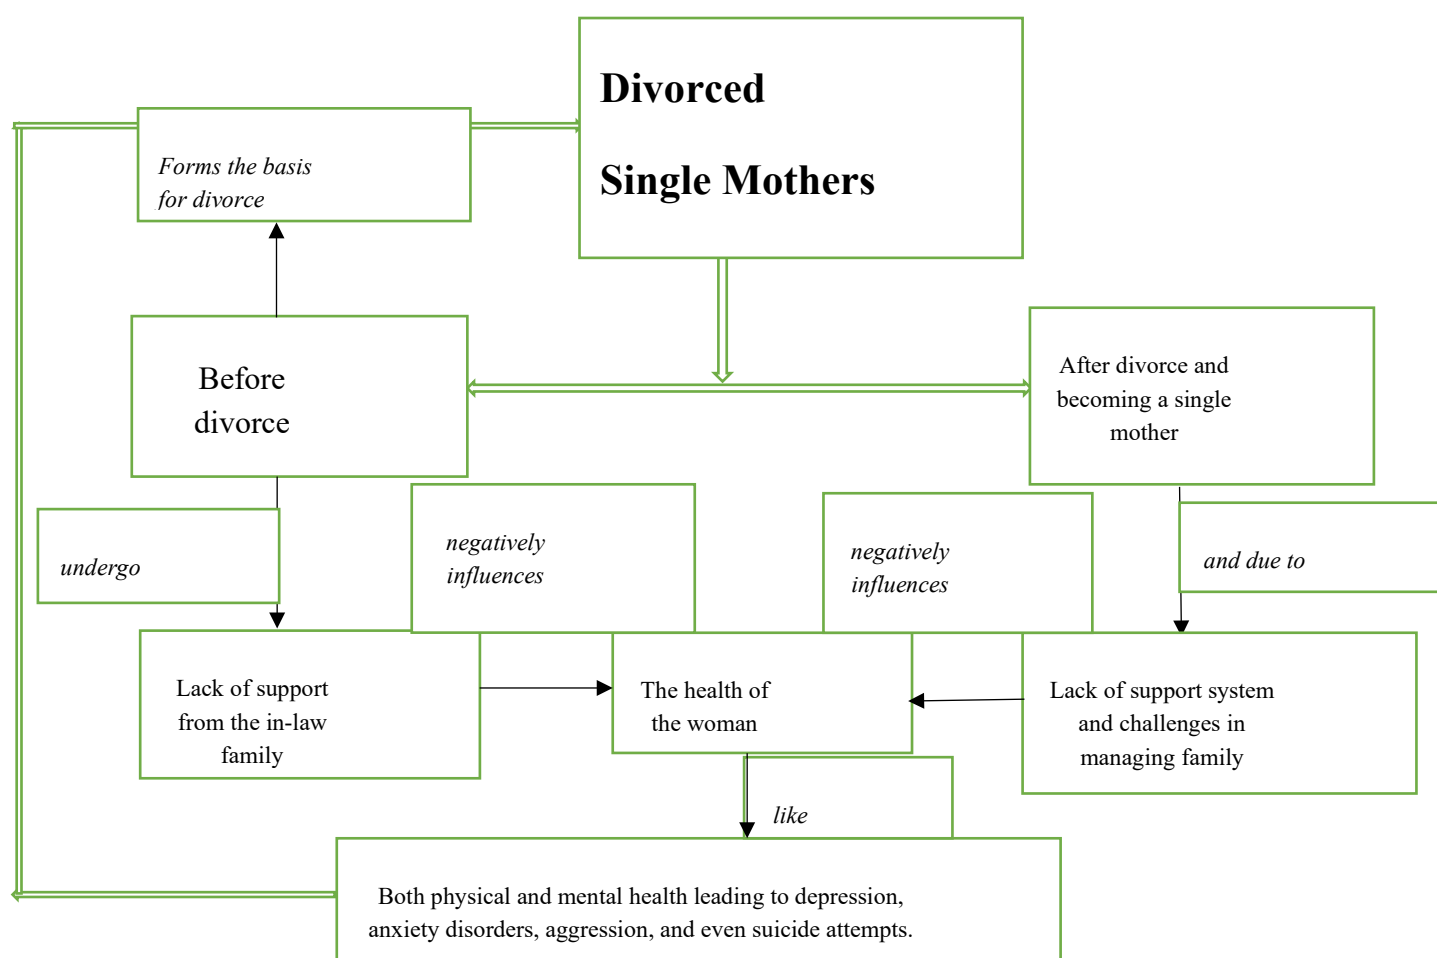 Divorced
Single Mothers
Forms the basis
for divorce
Before
divorce
After divorce and
becoming a single
mother
undergo
negatively
influences
negatively
influences
and due to
Lack of support
from the in-law
family
The health of
the woman
Lack of support system
and challenges in
managing family
like
Both physical and mental health leading to depression,
anxiety disorders, aggression, and even suicide attempts.